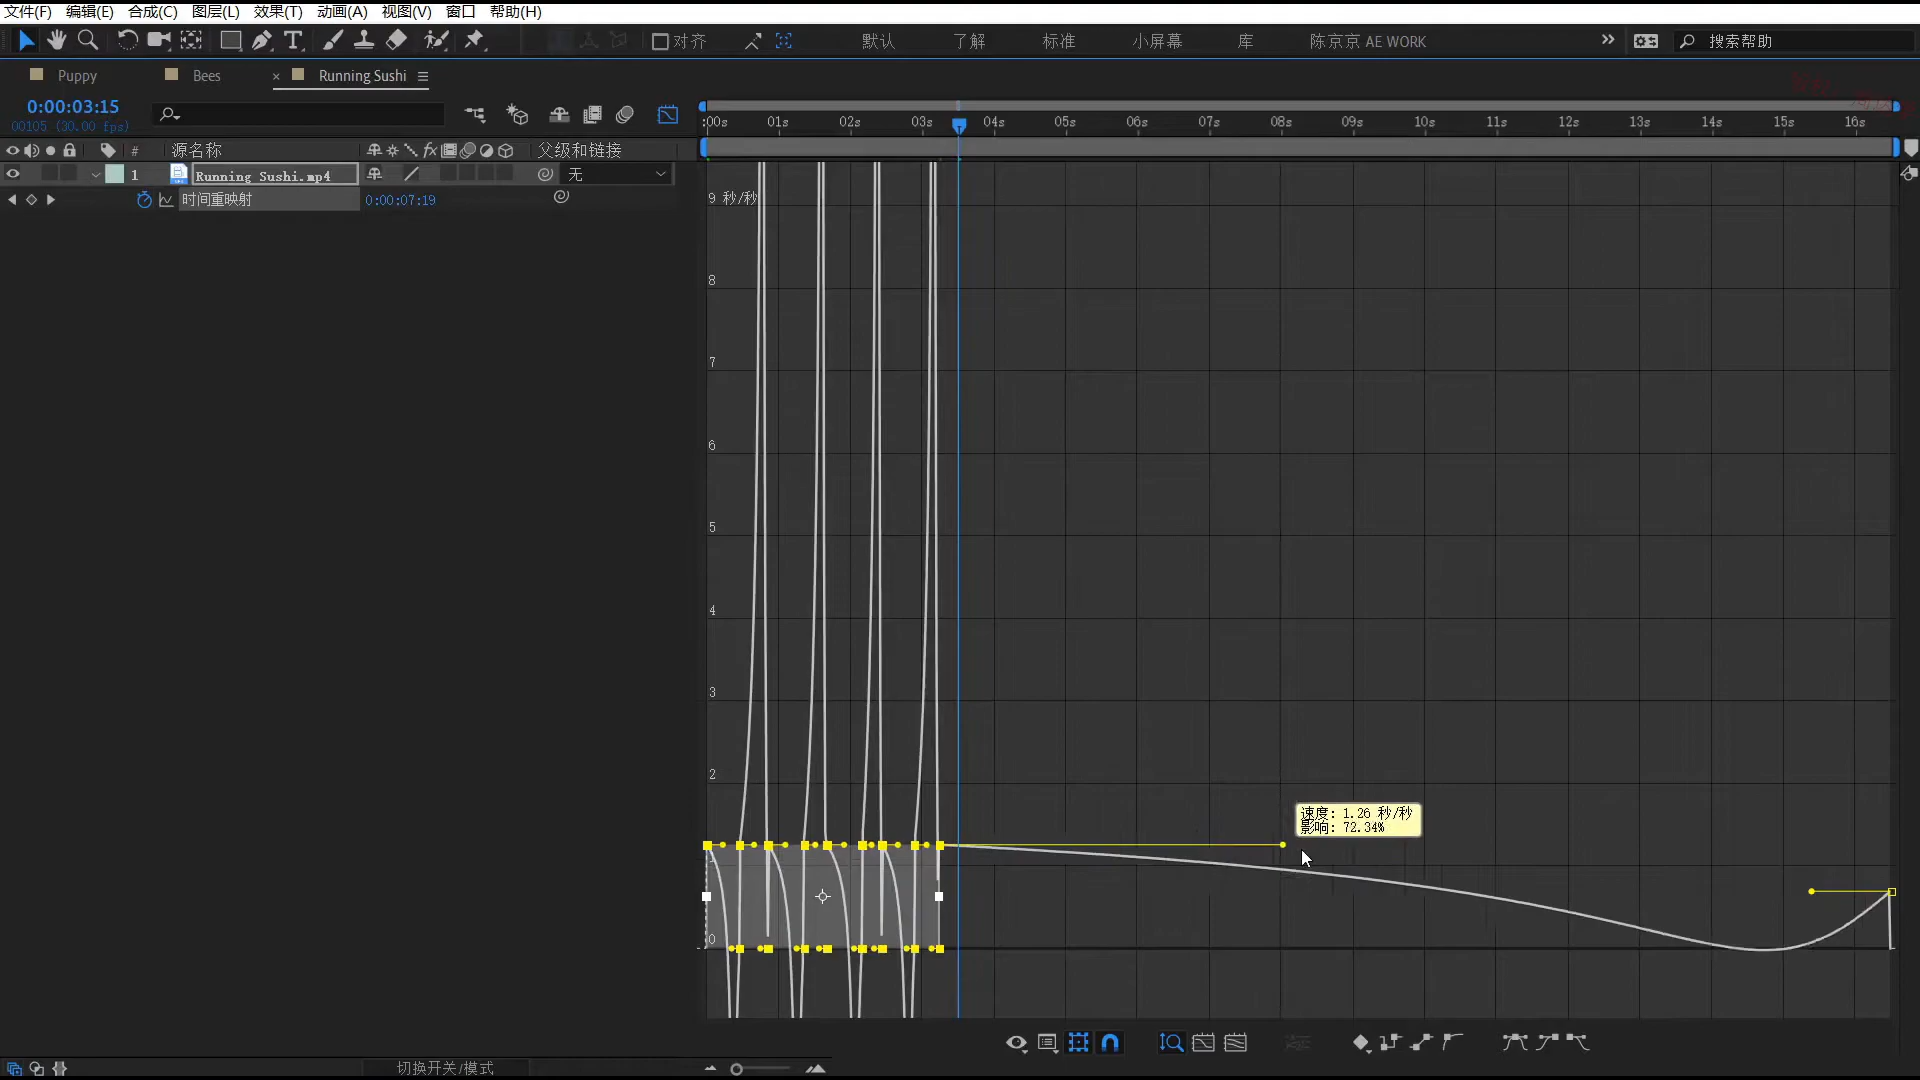 文件(F) 编辑(E) 合成(C) 图层(L) 效果(T) 动画(A) 视图(V) 窗口 帮助(H)
对齐 默认 了解 标准 小屏幕 库 陈京京 AE WORK 搜索帮助
Puppy Bees × Running Sushi
0:00:03:15
00105 (30.00 fps)
:00s 01s 02s 03s 04s 05s 06s 07s 08s 09s 10s 11s 12s 13s 14s 15s 16s
# 源名称 fx 父级和链接
1 Running Sushi.mp4 无
时间重映射 0:00:07:19
9 秒/秒
8
7
6
5
4
3
2
速度: 1.26 秒/秒
影响: 72.34%
0
切换开关/模式